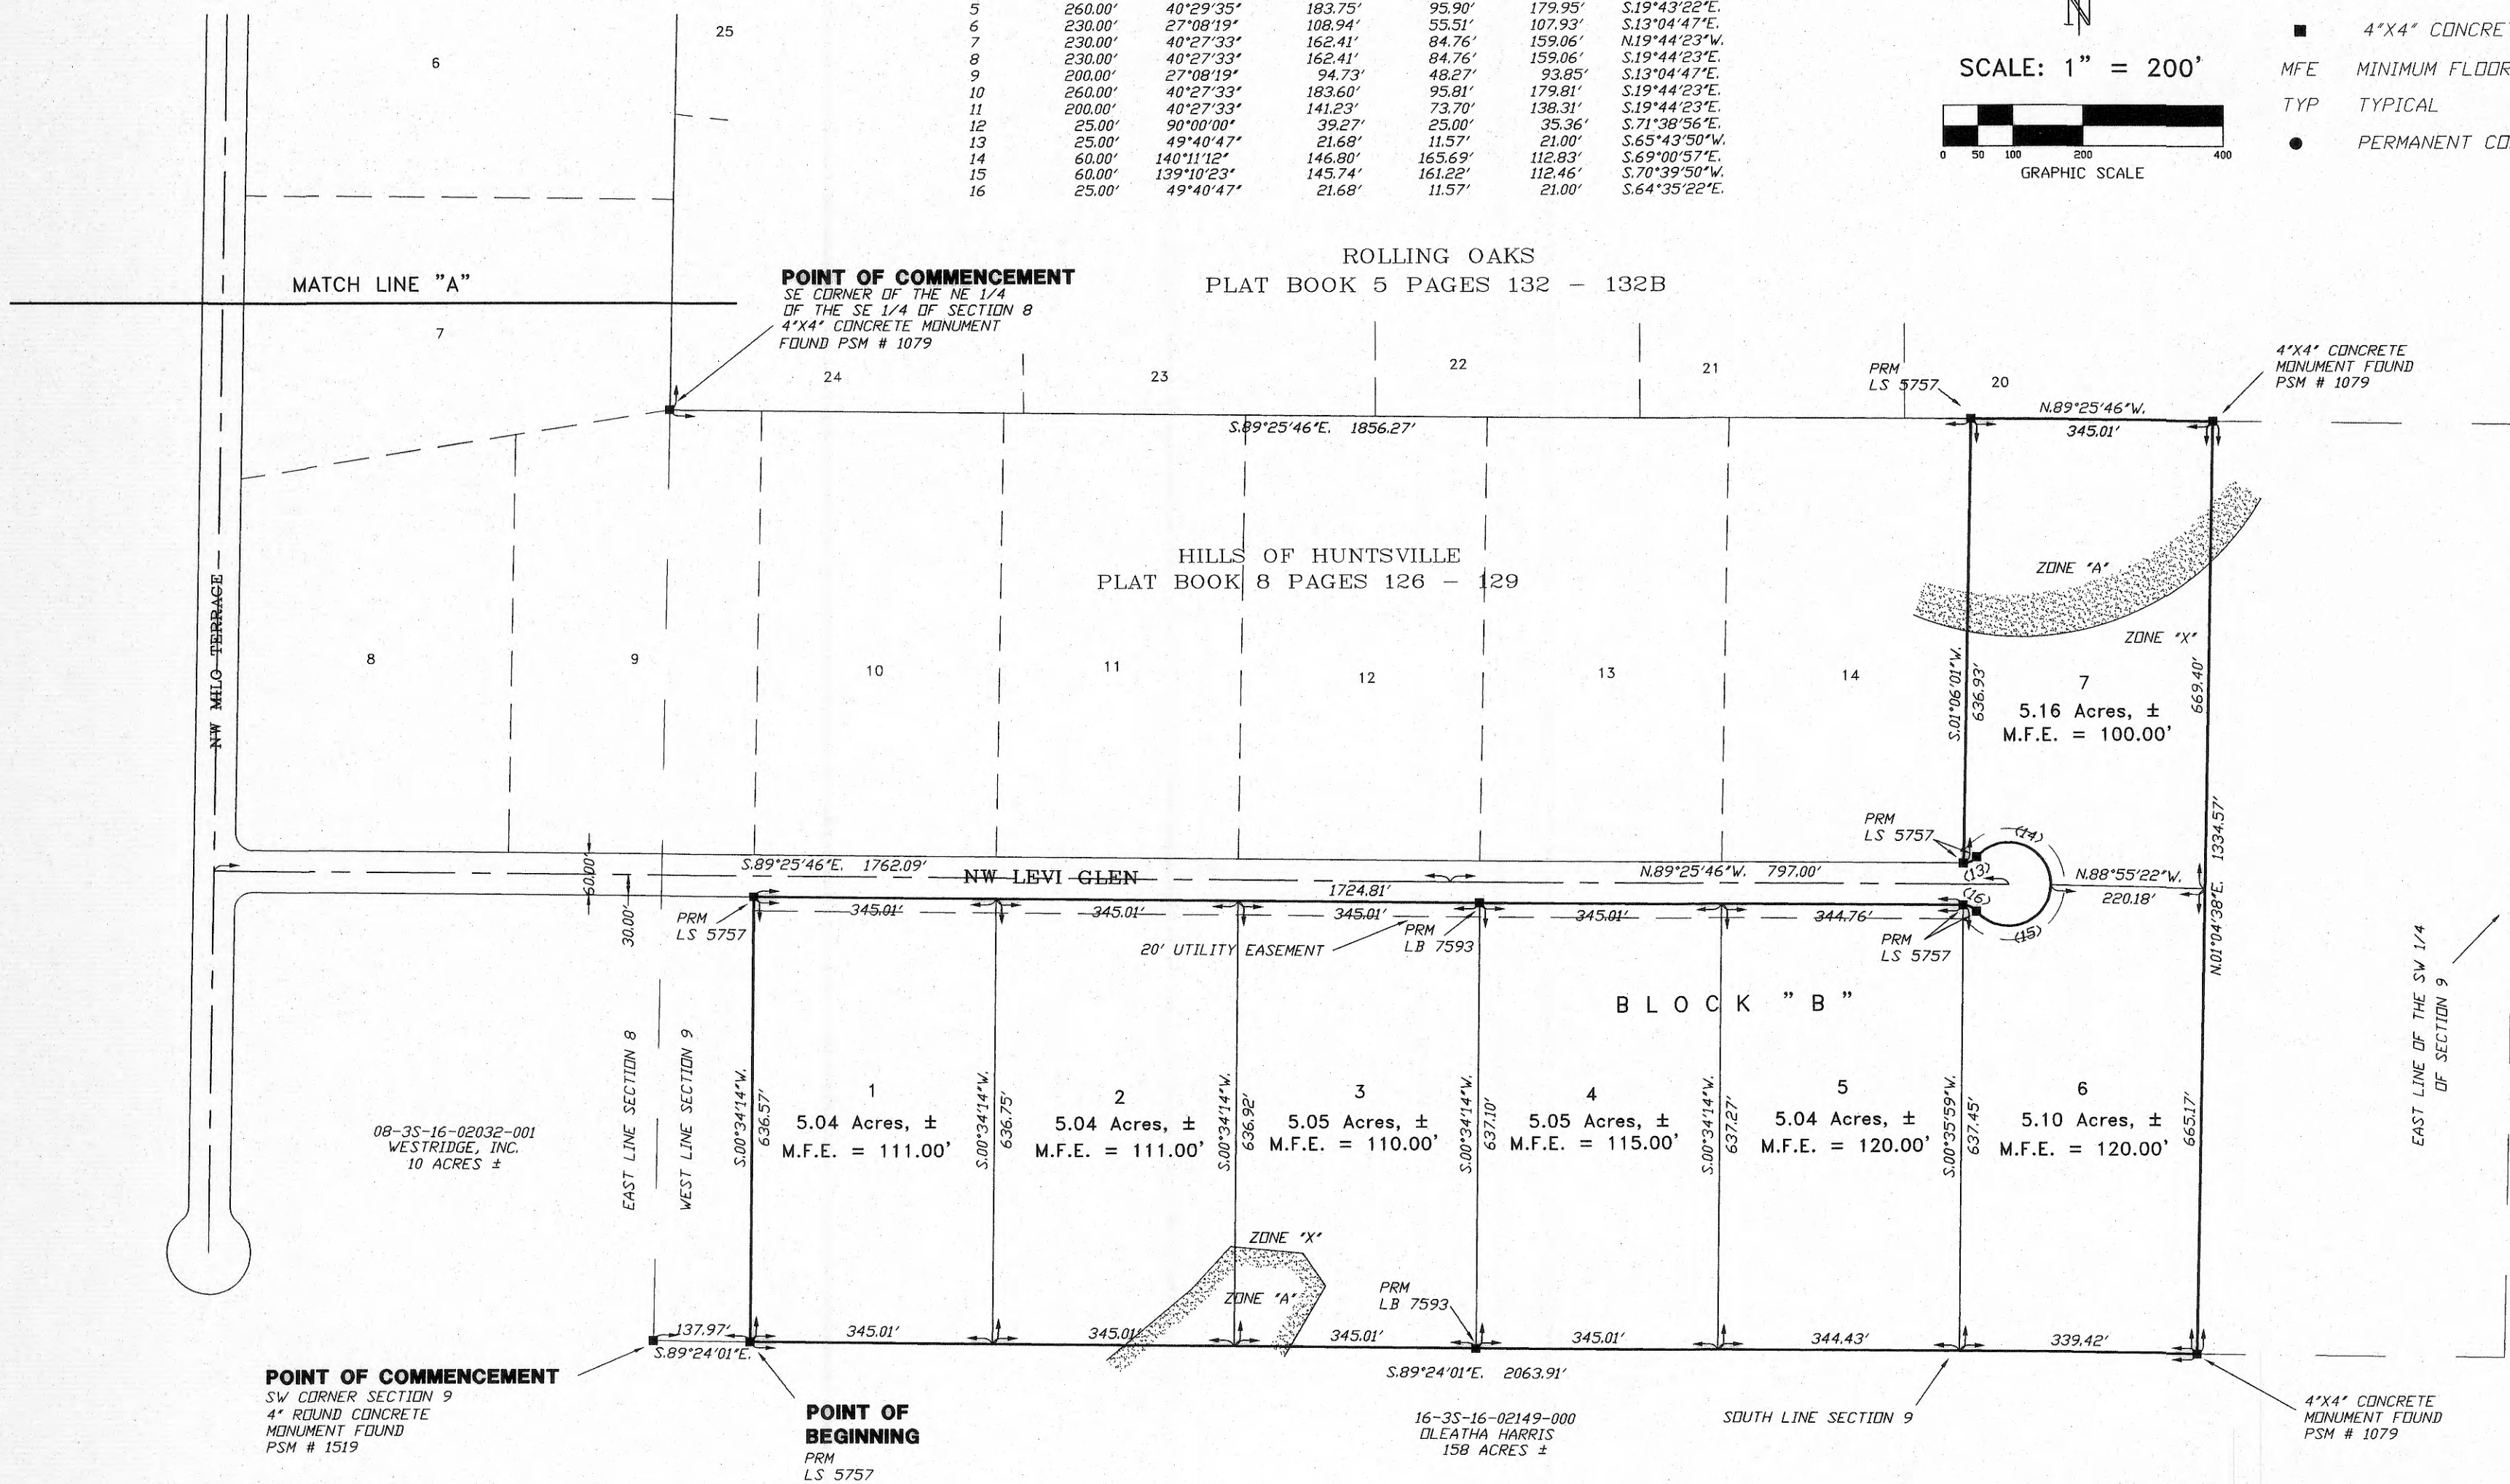 5 260.00' 40°29'35" 183.75' 95.90' 179.95' S.19°43'22"E.
6 230.00' 27°08'19" 108.94' 55.51' 107.93' S.13°04'47"E.
7 230.00' 40°27'33" 162.41' 84.76' 159.06' N.19°44'23"W.
8 230.00' 40°27'33" 162.41' 84.76' 159.06' S.19°44'23"E.
9 200.00' 27°08'19" 94.73' 48.27' 93.85' S.13°04'47"E.
10 260.00' 40°27'33" 183.60' 95.81' 179.81' S.19°44'23"E.
11 200.00' 40°27'33" 141.23' 73.70' 138.31' S.19°44'23"E.
12 25.00' 90°00'00" 39.27' 25.00' 35.36' S.71°38'56"E.
13 25.00' 49°40'47" 21.68' 11.57' 21.00' S.65°43'50"W.
14 60.00' 140°11'12" 146.80' 165.69' 112.83' S.69°00'57"E.
15 60.00' 139°10'23" 145.74' 161.22' 112.46' S.70°39'50"W.
16 25.00' 49°40'47" 21.68' 11.57' 21.00' S.64°35'22"E.
N
SCALE: 1" = 200'
0 50 100 200 400
GRAPHIC SCALE
4"X4" CONCRE
MFE MINIMUM FLOOR
TYP TYPICAL
PERMANENT CO
6
25
MATCH LINE "A"
7
POINT OF COMMENCEMENT
SE CORNER OF THE NE 1/4
OF THE SE 1/4 OF SECTION 8
4"X4" CONCRETE MONUMENT
FOUND PSM # 1079
ROLLING OAKS
PLAT BOOK 5 PAGES 132 - 132B
24
23
22
21
20
PRM
LS 5757
4"X4" CONCRETE
MONUMENT FOUND
PSM # 1079
N.89°25'46"W.
345.01'
S.89°25'46"E. 1856.27'
HILLS OF HUNTSVILLE
PLAT BOOK 8 PAGES 126 - 129
NW MILO TERRACE
8
9
10
11
12
13
14
ZONE "A"
ZONE "X"
S.01°06'01"W.
636.93'
7
5.16 Acres, ±
M.F.E. = 100.00'
669.40'
N.01°04'38"E. 1334.57'
PRM
LS 5757
(14)
(13)
(16)
(15)
N.88°55'22"W.
220.18'
60.00'
30.00'
S.89°25'46"E. 1762.09'
NW LEVI GLEN
N.89°25'46"W. 797.00'
1724.81'
345.01'
345.01'
345.01'
345.01'
344.76'
PRM
LS 5757
20' UTILITY EASEMENT
PRM
LB 7593
PRM
LS 5757
BLOCK "B"
EAST LINE OF THE SW 1/4
OF SECTION 9
EAST LINE SECTION 8
WEST LINE SECTION 9
08-3S-16-02032-001
WESTRIDGE, INC.
10 ACRES ±
S.00°34'14"W.
636.57'
1
5.04 Acres, ±
M.F.E. = 111.00'
S.00°34'14"W.
636.75'
2
5.04 Acres, ±
M.F.E. = 111.00'
S.00°34'14"W.
636.92'
3
5.05 Acres, ±
M.F.E. = 110.00'
S.00°34'14"W.
637.10'
4
5.05 Acres, ±
M.F.E. = 115.00'
S.00°34'14"W.
637.27'
5
5.04 Acres, ±
M.F.E. = 120.00'
S.00°35'59"W.
637.45'
6
5.10 Acres, ±
M.F.E. = 120.00'
665.17'
ZONE "X"
ZONE "A"
PRM
LB 7593
137.97'
S.89°24'01"E.
345.01'
345.01'
345.01'
345.01'
344.43'
339.42'
S.89°24'01"E. 2063.91'
POINT OF COMMENCEMENT
SW CORNER SECTION 9
4" ROUND CONCRETE
MONUMENT FOUND
PSM # 1519
POINT OF
BEGINNING
PRM
LS 5757
16-3S-16-02149-000
OLEATHA HARRIS
158 ACRES ±
SOUTH LINE SECTION 9
4"X4" CONCRETE
MONUMENT FOUND
PSM # 1079